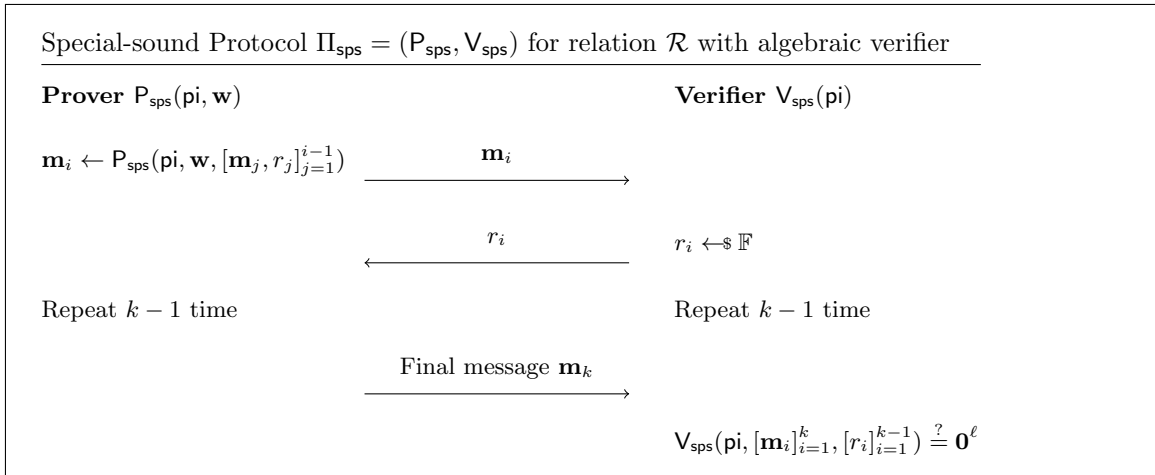 Special-sound Protocol Π_sps = (P_sps, V_sps) for relation ℛ with algebraic verifier
Prover P_sps(pi, w) Verifier V_sps(pi)
m_i ← P_sps(pi, w, [m_j, r_j]_{j=1}^{i−1}) m_i
r_i r_i ←$ 𝔽
Repeat k − 1 time Repeat k − 1 time
Final message m_k
V_sps(pi, [m_i]_{i=1}^{k}, [r_i]_{i=1}^{k−1}) ≟ 0^ℓ